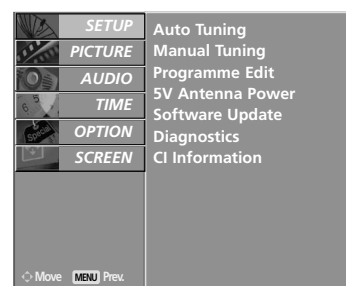 SETUP
PICTURE
AUDIO
TIME
OPTION
SCREEN
Auto Tuning
Manual Tuning
Programme Edit
5V Antenna Power
Software Update
Diagnostics
CI Information
Move MENU Prev.